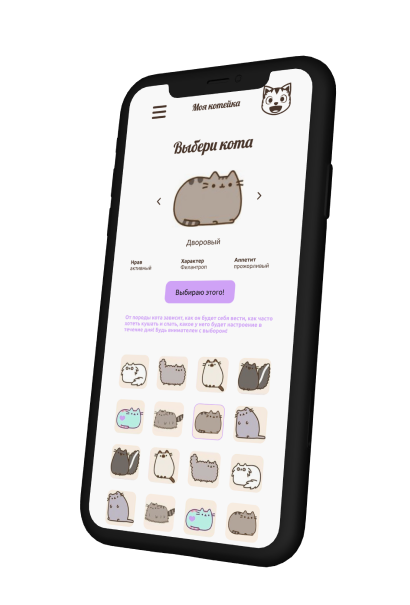 Моя котейка
Выбери кота
Дворовый
Нрав Характер Аппетит
активный Филантроп прожорливый
Выбираю этого!
От породы кота зависит, как он будет себя вести, как часто
хотеть кушать и спать, какое у него будет настроение в
течение дня! Будь внимателен с выбором!